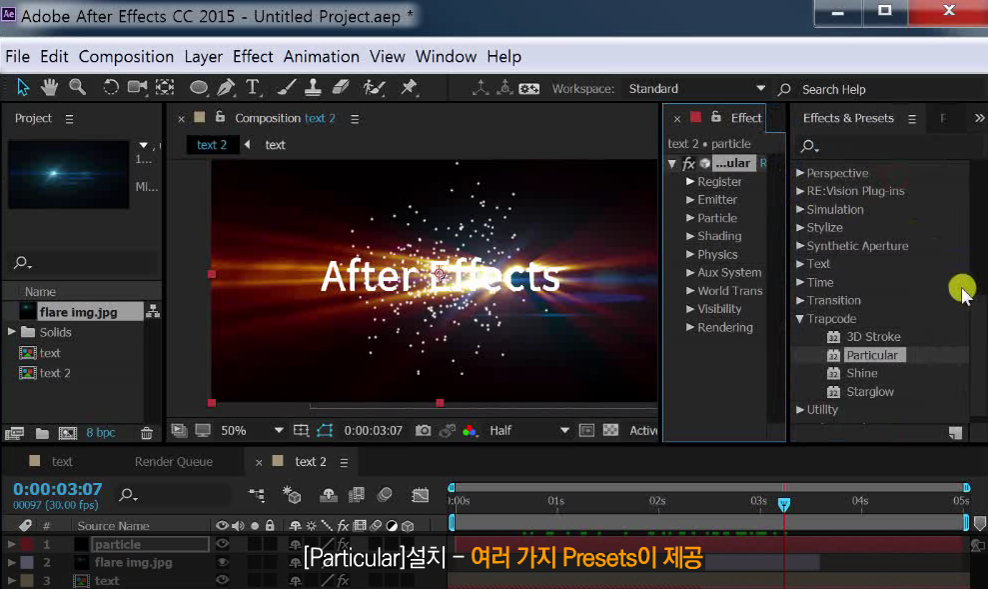 Adobe After Effects CC 2015 - Untitled Project.aep *
File Edit Composition Layer Effect Animation View Window Help
Workspace: Standard
Search Help
Project
1...
Mi...
Name
flare img.jpg
Solids
text
text 2
8 bpc
Composition text 2
text 2 text
After Effects
50%
0:00:03:07
Half
Effect
text 2 • particle
fx ...ular R
Register
Emitter
Particle
Shading
Physics
Aux System
World Trans
Visibility
Rendering
Effects & Presets
Perspective
RE:Vision Plug-ins
Simulation
Stylize
Synthetic Aperture
Text
Time
Transition
Trapcode
3D Stroke
Particular
Shine
Starglow
Utility
text
Render Queue
text 2
0:00:03:07
00097 (30.00 fps)
01s
02s
03s
04s
05s
# Source Name
1 particle
2 flare img.jpg
3 text
[Particular]설치 - 여러 가지 Presets이 제공